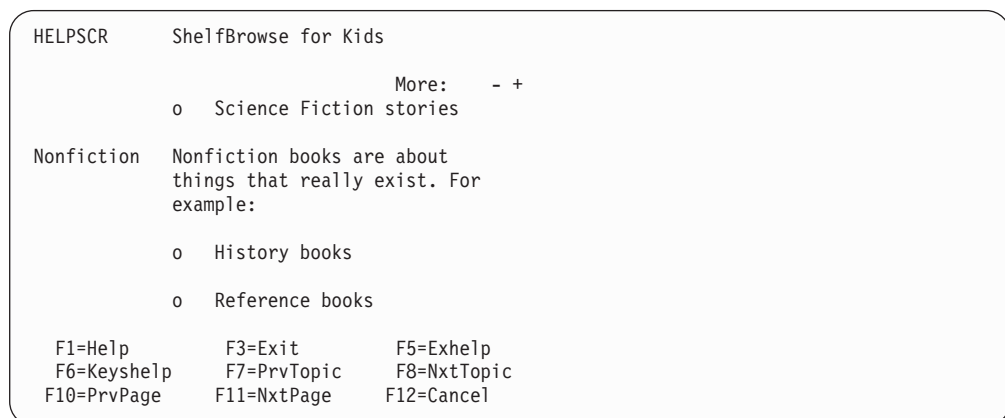 HELPSCR ShelfBrowse for Kids
More: - +
o Science Fiction stories
Nonfiction Nonfiction books are about
things that really exist. For
example:
o History books
o Reference books
F1=Help F3=Exit F5=Exhelp
F6=Keyshelp F7=PrvTopic F8=NxtTopic
F10=PrvPage F11=NxtPage F12=Cancel